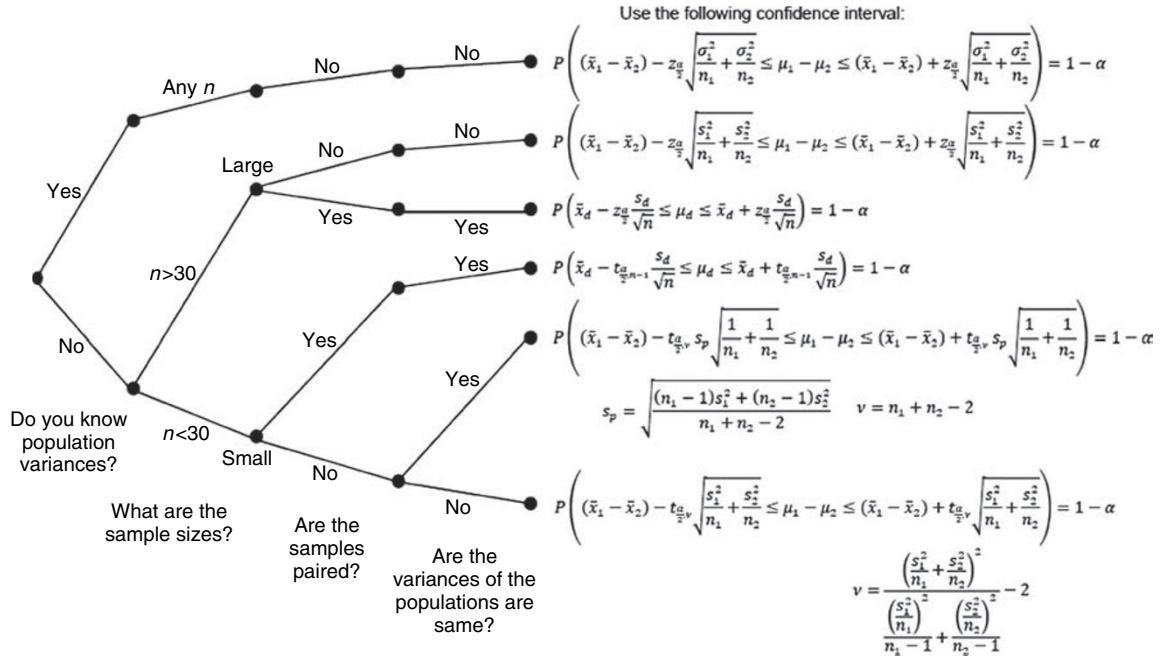 Use the following confidence interval:
Any n
No
No
P((x̄₁ − x̄₂) − z_{α/2} √(σ₁²/n₁ + σ₂²/n₂) ≤ μ₁ − μ₂ ≤ (x̄₁ − x̄₂) + z_{α/2} √(σ₁²/n₁ + σ₂²/n₂)) = 1 − α
Large
No
No
P((x̄₁ − x̄₂) − z_{α/2} √(s₁²/n₁ + s₂²/n₂) ≤ μ₁ − μ₂ ≤ (x̄₁ − x̄₂) + z_{α/2} √(s₁²/n₁ + s₂²/n₂)) = 1 − α
Yes
Yes
Yes
P(x̄_d − z_{α/2} s_d/√n ≤ μ_d ≤ x̄_d + z_{α/2} s_d/√n) = 1 − α
n>30
Yes
P(x̄_d − t_{α/2,n−1} s_d/√n ≤ μ_d ≤ x̄_d + t_{α/2,n−1} s_d/√n) = 1 − α
No
Yes
Yes
P((x̄₁ − x̄₂) − t_{α/2,v} s_p √(1/n₁ + 1/n₂) ≤ μ₁ − μ₂ ≤ (x̄₁ − x̄₂) + t_{α/2,v} s_p √(1/n₁ + 1/n₂)) = 1 − α
s_p = √(((n₁ − 1)s₁² + (n₂ − 1)s₂²)/(n₁ + n₂ − 2)) v = n₁ + n₂ − 2
Do you know
population
variances?
n<30
Small
No
No
P((x̄₁ − x̄₂) − t_{α/2,v} √(s₁²/n₁ + s₂²/n₂) ≤ μ₁ − μ₂ ≤ (x̄₁ − x̄₂) + t_{α/2,v} √(s₁²/n₁ + s₂²/n₂)) = 1 − α
What are the
sample sizes?
Are the
samples
paired?
Are the
variances of the
populations are
same?
v = (s₁²/n₁ + s₂²/n₂)² / ((s₁²/n₁)²/(n₁ − 1) + (s₂²/n₂)²/(n₂ − 1)) − 2